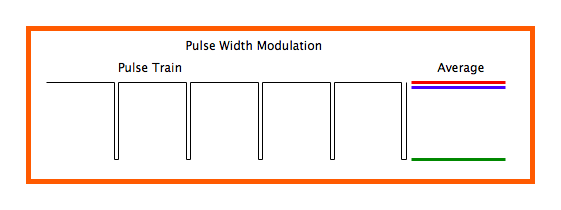 Pulse Width Modulation
Pulse Train
Average